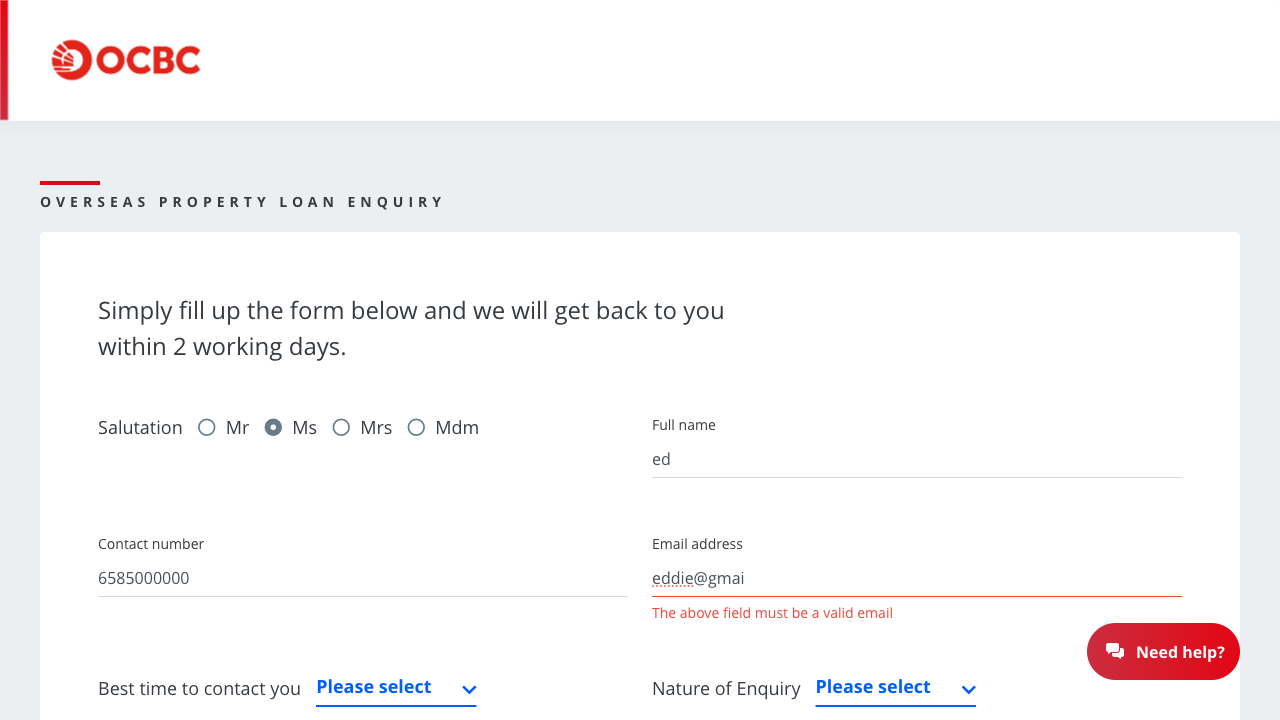 OCBC
OVERSEAS PROPERTY LOAN ENQUIRY
Simply fill up the form below and we will get back to you
within 2 working days.
Salutation Mr Ms Mrs Mdm
Full name
ed
Contact number
6585000000
Email address
eddie@gmai
The above field must be a valid email
Need help?
Best time to contact you Please select
Nature of Enquiry Please select